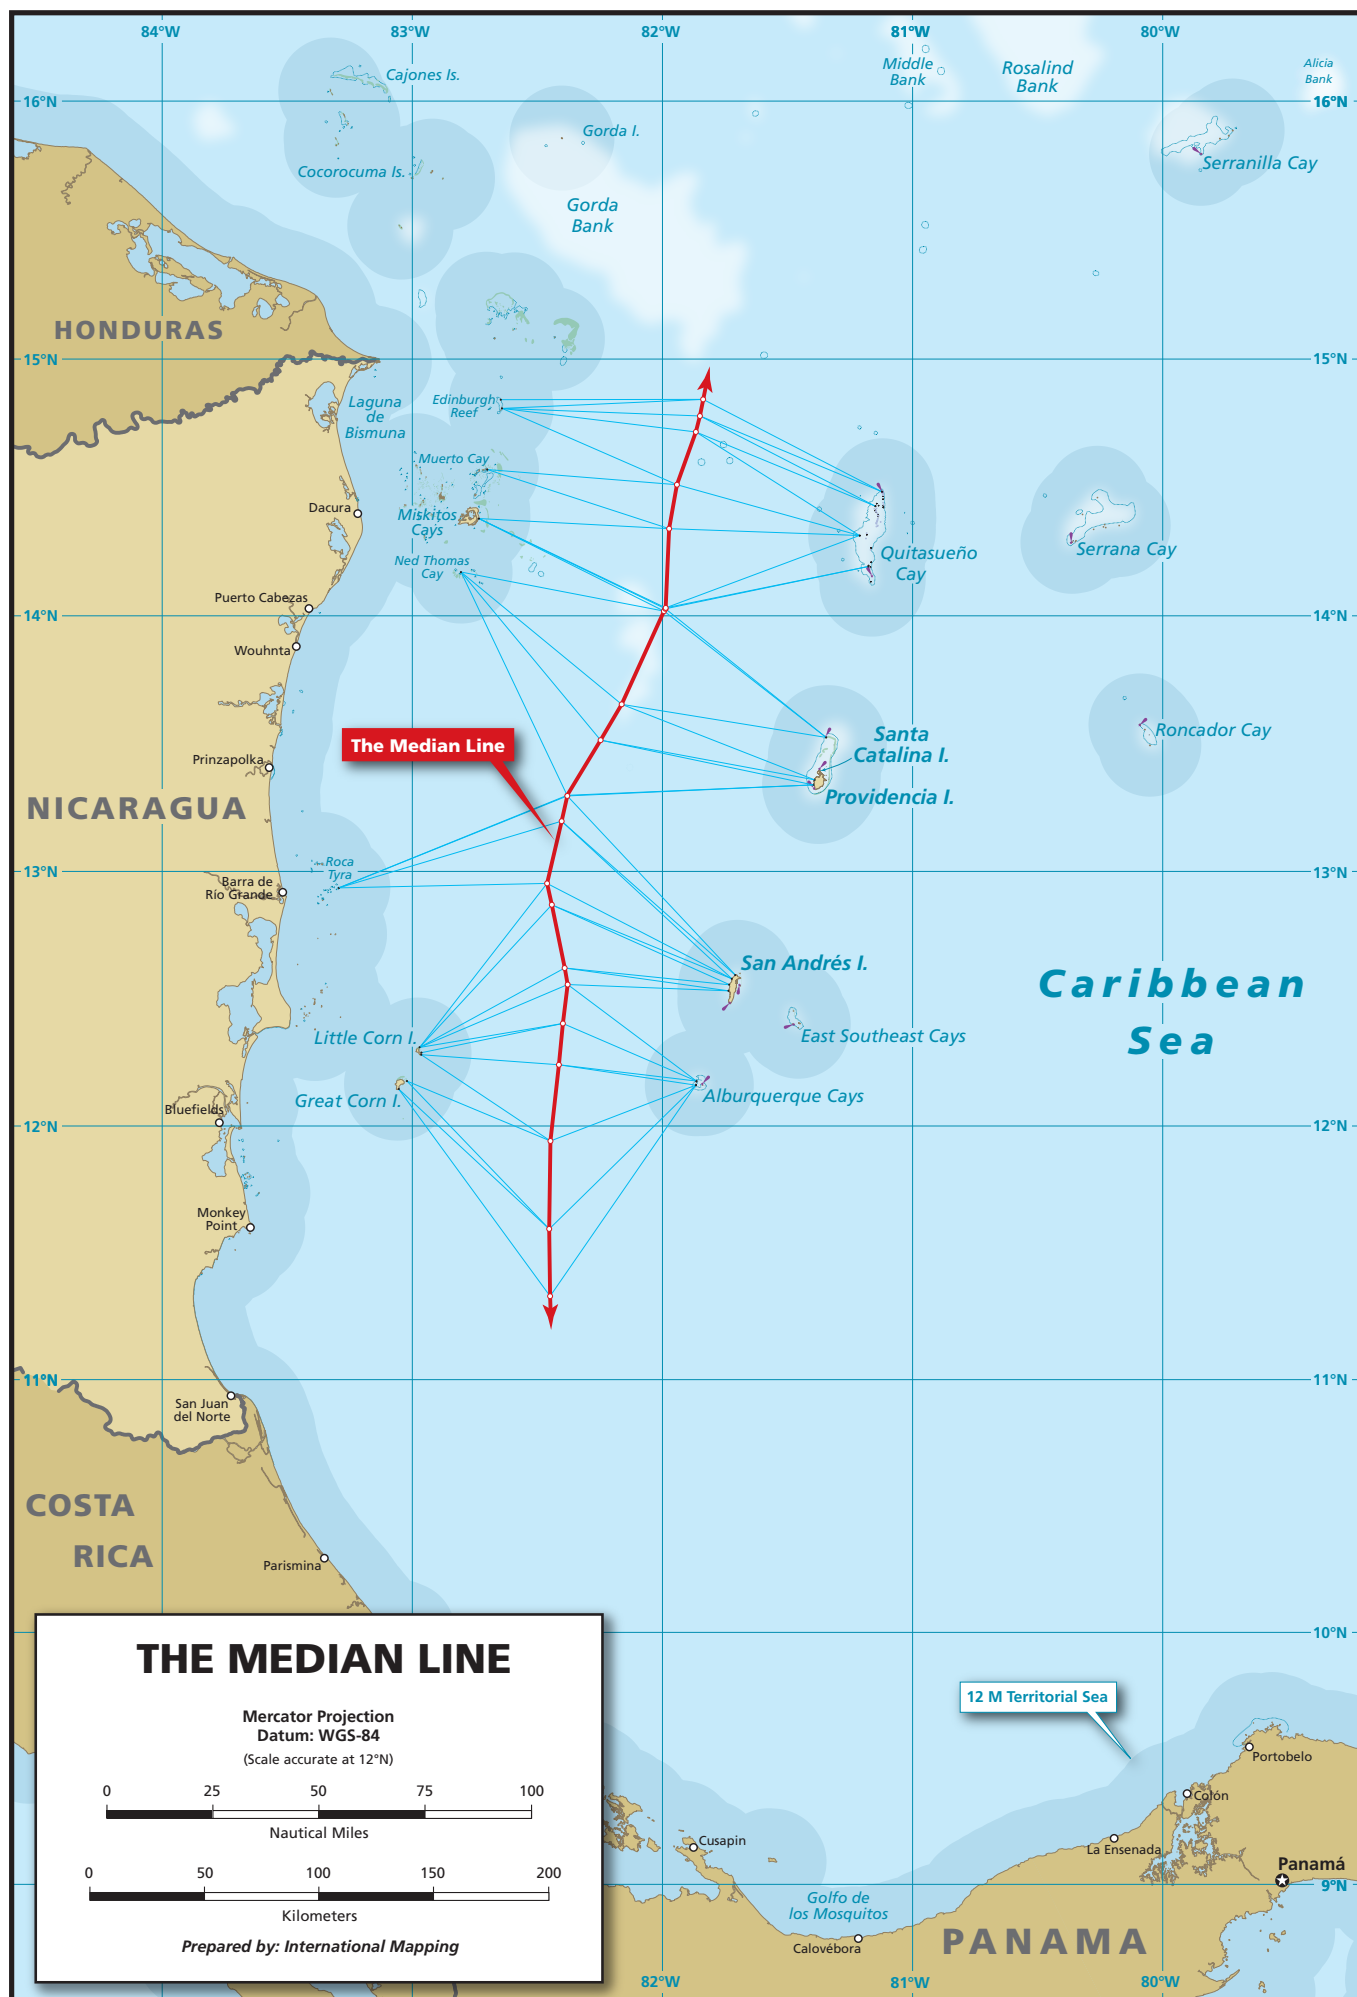 84°W
83°W
82°W
81°W
80°W
Cajones Is.
Middle
Bank
Rosalind
Bank
Alicia
Bank
16°N
16°N
Gorda I.
Cocorocuma Is.
Serranilla Cay
Gorda
Bank
HONDURAS
15°N
15°N
Laguna
de
Bismuna
Edinburgh
Reef
Muerto Cay
Dacura
Miskitos
Cays
Quitasueño
Cay
Serrana Cay
Ned Thomas
Cay
Puerto Cabezas
14°N
14°N
Wouhnta
The Median Line
Santa
Catalina I.
Roncador Cay
Prinzapolka
Providencia I.
NICARAGUA
13°N
13°N
Roca
Tyra
Barra de
Río Grande
San Andrés I.
Caribbean
Sea
Little Corn I.
East Southeast Cays
Great Corn I.
Alburquerque Cays
Bluefields
12°N
12°N
Monkey
Point
11°N
11°N
San Juan
del Norte
COSTA
RICA
Parismina
10°N
THE MEDIAN LINE
Mercator Projection
Datum: WGS-84
(Scale accurate at 12°N)
0 25 50 75 100
Nautical Miles
0 50 100 150 200
Kilometers
Prepared by: International Mapping
12 M Territorial Sea
Portobelo
Colón
Cusapin
La Ensenada
Panamá
9°N
Golfo de
los Mosquitos
Calovébora
PANAMA
82°W
81°W
80°W